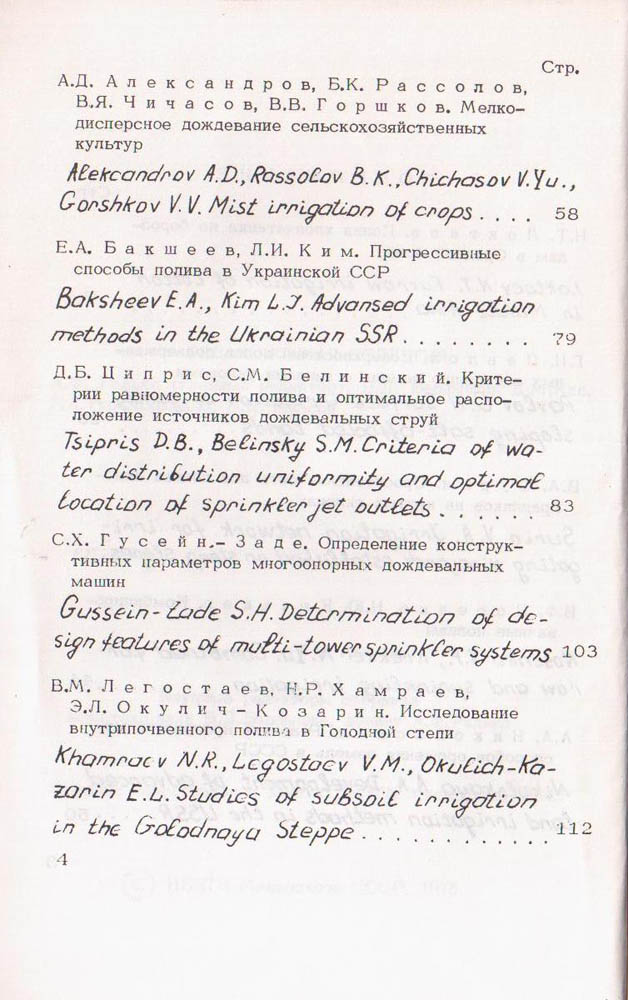 Стр.
А.Д. Александров, Б.К. Рассолов,
В.Я. Чичасов, В.В. Горшков. Мелко-
дисперсное дождевание сельскохозяйственных
культур
Alekcandrov A.D., Rassolov B.K., Chichasov V.Yu.,
Gorshkov V.V. Mist irrigation of crops . . . . 58
Е.А. Бакшеев, Л.И. Ким. Прогрессивные
способы полива в Украинской ССР
Baksheev E.A., Kim L.J. Advansed irrigation
methods in the Ukrainian SSR . . . . . . . . 79
Д.Б. Циприс, С.М. Белинский. Крите-
рии равномерности полива и оптимальное распо-
ложение источников дождевальных струй
Tsipris D.B., Belinsky S.M. Criteria of wa-
ter distribution uniformity and optimal
location of sprinkler jet outlets . . . . . . 83
С.Х. Гусейн.- Заде. Определение конструк-
тивных параметров многоопорных дождевальных
машин
Gussein-Zade S.H. Determination of de-
sign features of multi-tower sprinkler systems 103
В.М. Легостаев, Н.Р. Хамраев,
Э.Л. Окулич-Козарин. Исследование
внутрипочвенного полива в Голодной степи
Khamraev N.R., Legostaev V.M., Okulich-Ko-
zarin E.L. Studies of subsoil irrigation
in the Golodnaya Steppe . . . . . . . . . . . . . 112
4